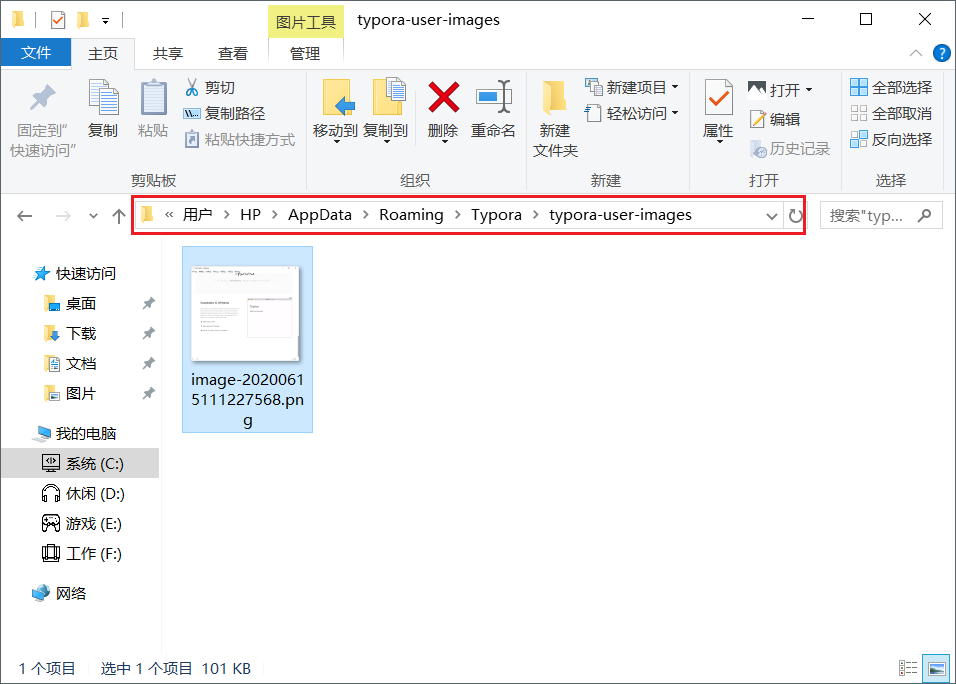 图片工具
typora-user-images
文件
主页
共享
查看
管理
固定到"
快速访问"
复制
粘贴
剪切
复制路径
粘贴快捷方式
剪贴板
移动到
复制到
删除
重命名
组织
新建
文件夹
新建项目
轻松访问
新建
属性
打开
编辑
历史记录
打开
全部选择
全部取消
反向选择
选择
« 用户 > HP > AppData > Roaming > Typora > typora-user-images
搜索"typ...
快速访问
桌面
下载
文档
图片
我的电脑
系统 (C:)
休闲 (D:)
游戏 (E:)
工作 (F:)
网络
image-2020061
5111227568.pn
g
1 个项目
选中 1 个项目 101 KB